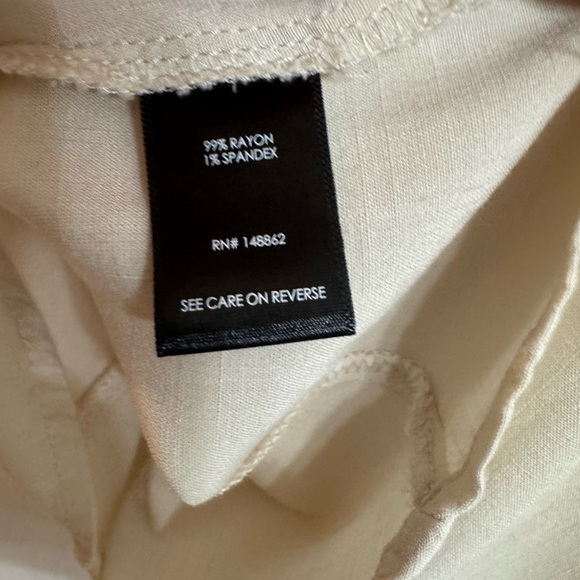 99% RAYON
1% SPANDEX
RN# 148862
SEE CARE ON REVERSE